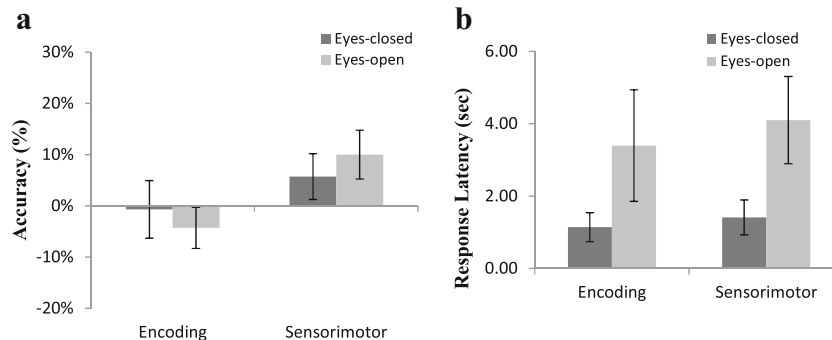 a
Accuracy (%)
30%
20%
10%
0%
-10%
-20%
Eyes-closed
Eyes-open
Encoding
Sensorimotor
b
Response Latency (sec)
6.00
4.00
2.00
0.00
Eyes-closed
Eyes-open
Encoding
Sensorimotor